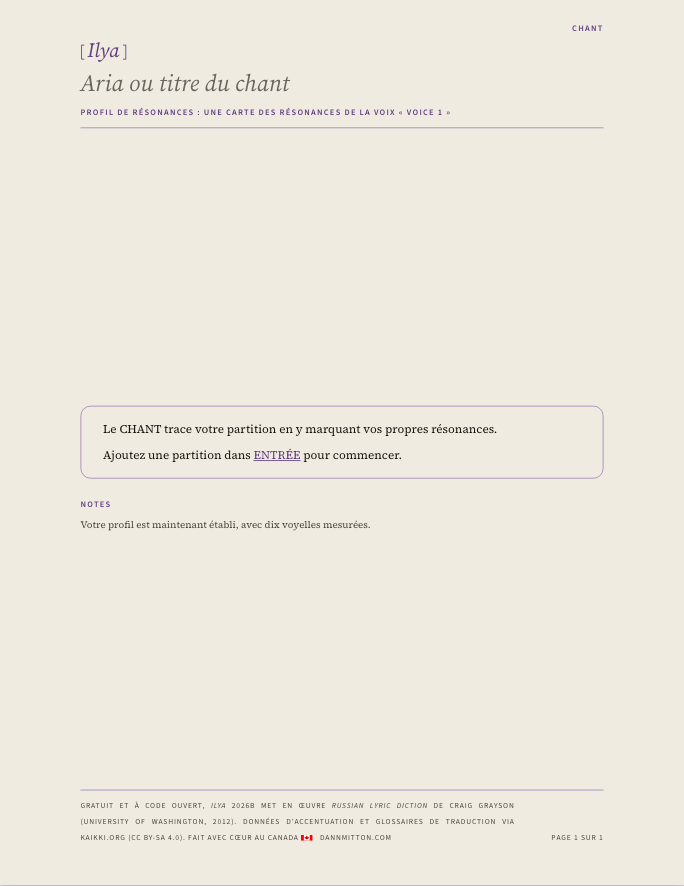 CHANT
[Ilya]
Aria ou titre du chant
PROFIL DE RÉSONANCES : UNE CARTE DES RÉSONANCES DE LA VOIX « VOICE 1 »
Le CHANT trace votre partition en y marquant vos propres résonances.
Ajoutez une partition dans ENTRÉE pour commencer.
NOTES
Votre profil est maintenant établi, avec dix voyelles mesurées.
GRATUIT ET À CODE OUVERT, ILYA 2026B MET EN ŒUVRE RUSSIAN LYRIC DICTION DE CRAIG GRAYSON
(UNIVERSITY OF WASHINGTON, 2012). DONNÉES D'ACCENTUATION ET GLOSSAIRES DE TRADUCTION VIA
KAIKKI.ORG (CC BY-SA 4.0). FAIT AVEC CŒUR AU CANADA 🇨🇦 DANNMITTON.COM
PAGE 1 SUR 1